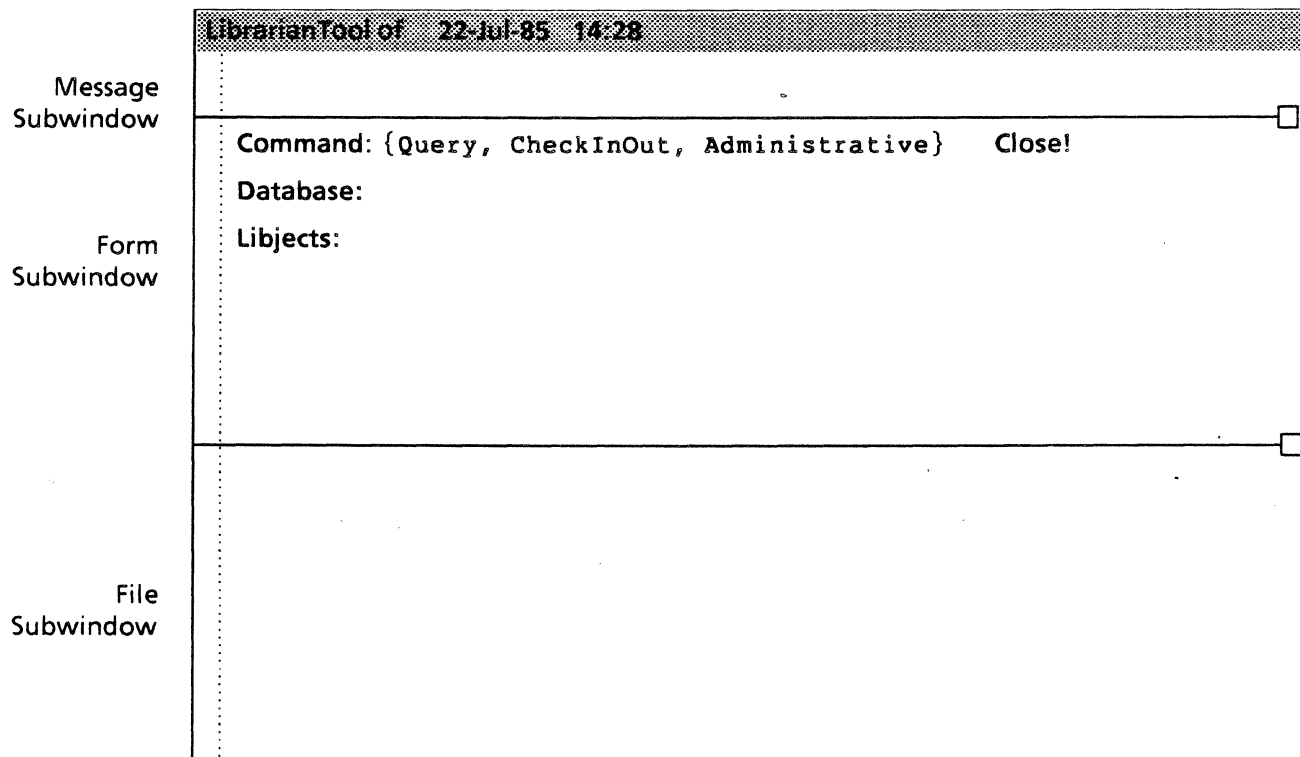 LibrarianTool of 22-Jul-85 14:28
Message
Subwindow
Command: {Query, CheckInOut, Administrative} Close!
Database:
Libjects:
Form
Subwindow
File
Subwindow